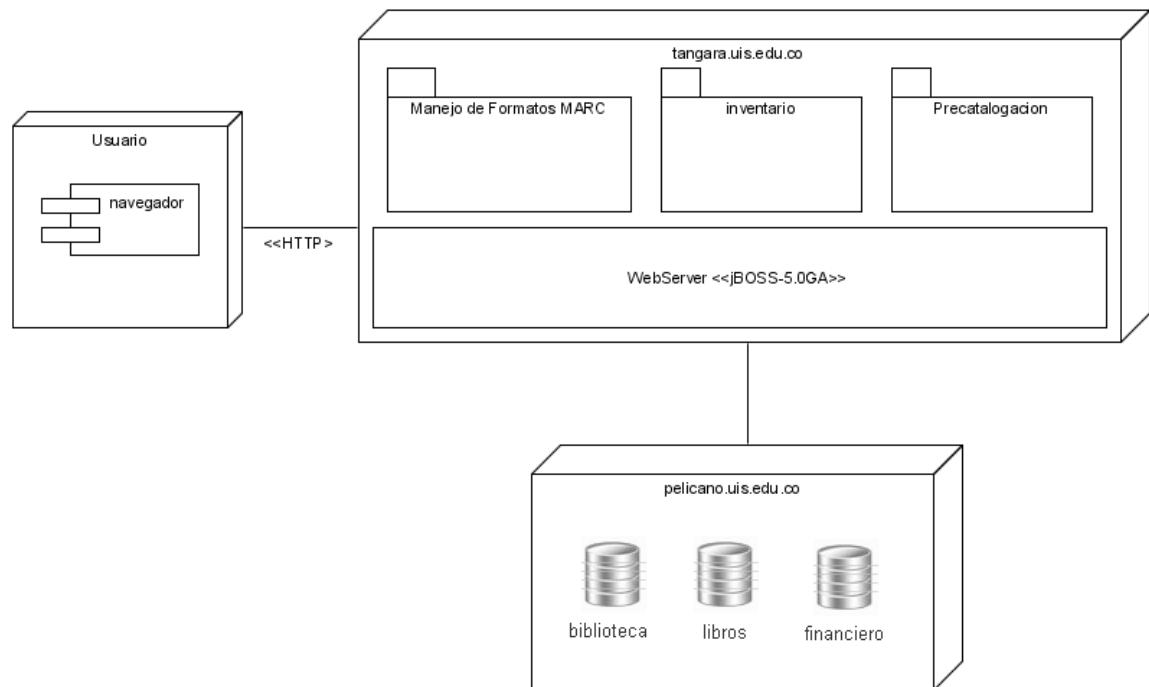 tangara.uis.edu.co
Manejo de Formatos MARC
inventario
Precatalogacion
Usuario
navegador
<<HTTP>
WebServer <<jBOSS-5.0GA>>
pelicano.uis.edu.co
biblioteca
libros
financiero